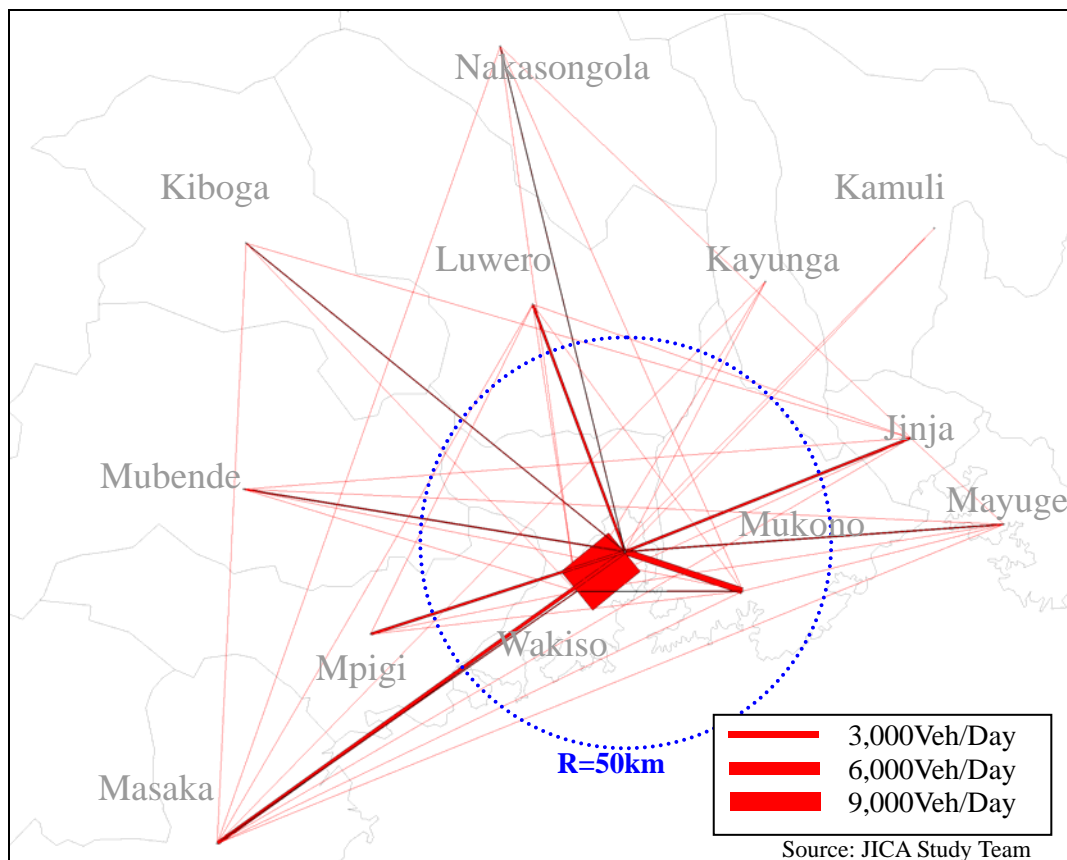 Nakasongola
Kiboga
Kamuli
Luwero
Kayunga
Jinja
Mubende
Mayuge
Mukono
Wakiso
Mpigi
Masaka
R=50km
3,000Veh/Day
6,000Veh/Day
9,000Veh/Day
Source: JICA Study Team